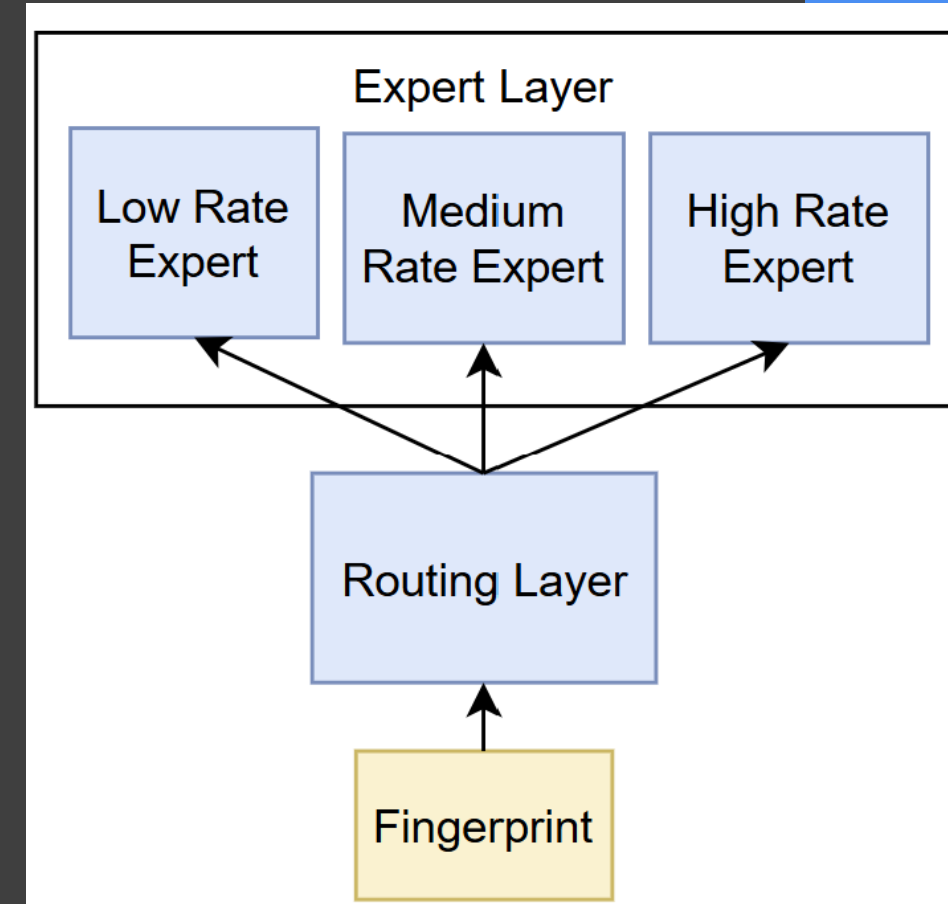 Expert Layer
Low Rate
Expert
Medium
Rate Expert
High Rate
Expert
Routing Layer
Fingerprint